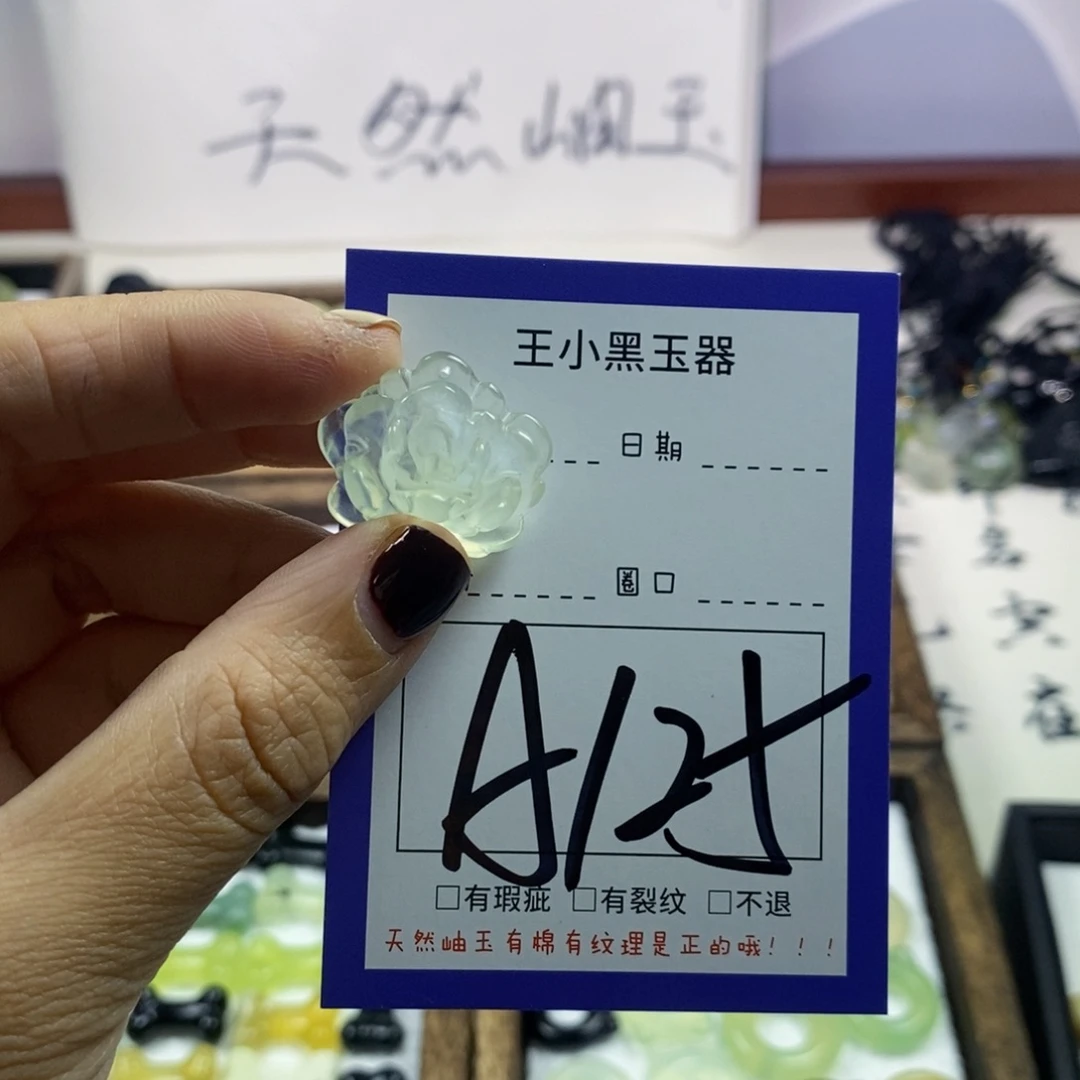 天然岫玉
王小黑玉器
日期
圈口
□有瑕疵 □有裂纹 □不退
天然岫玉有棉有纹理是正的哦！！！